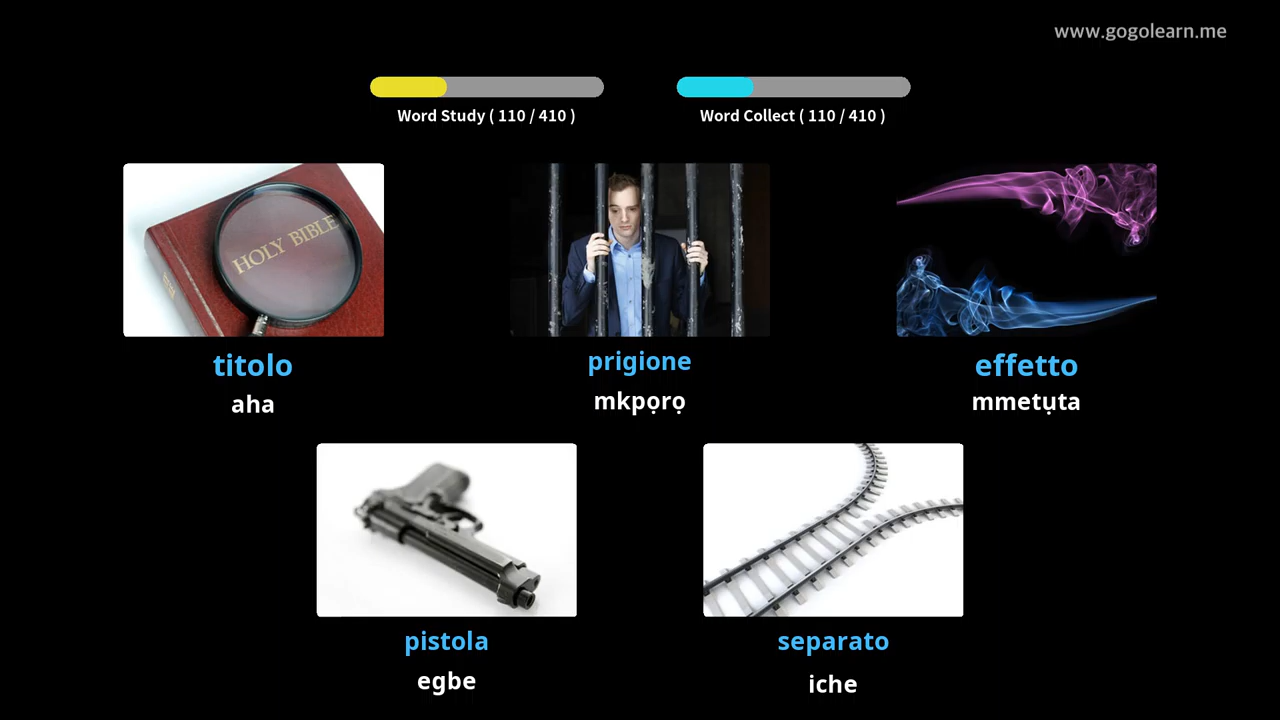 www.gogolearn.me
Word Study ( 110 / 410 )
Word Collect ( 110 / 410 )
HOLY BIBLE
titolo
aha
prigione
mkpọrọ
effetto
mmetụta
pistola
egbe
separato
iche